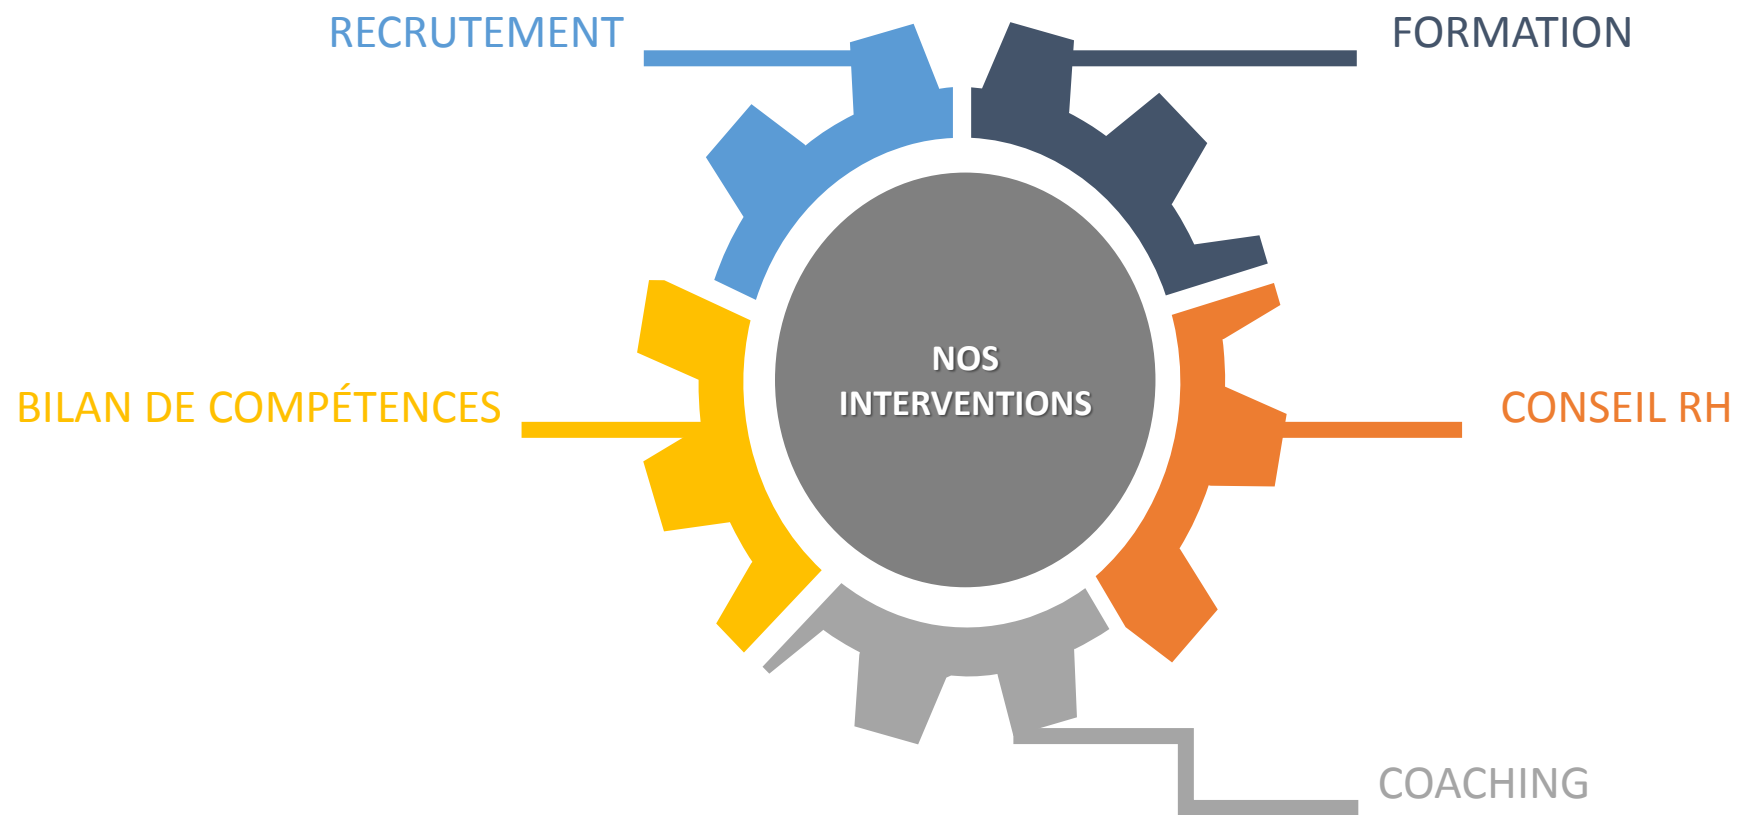 RECRUTEMENT
FORMATION
NOS
INTERVENTIONS
BILAN DE COMPÉTENCES
CONSEIL RH
COACHING